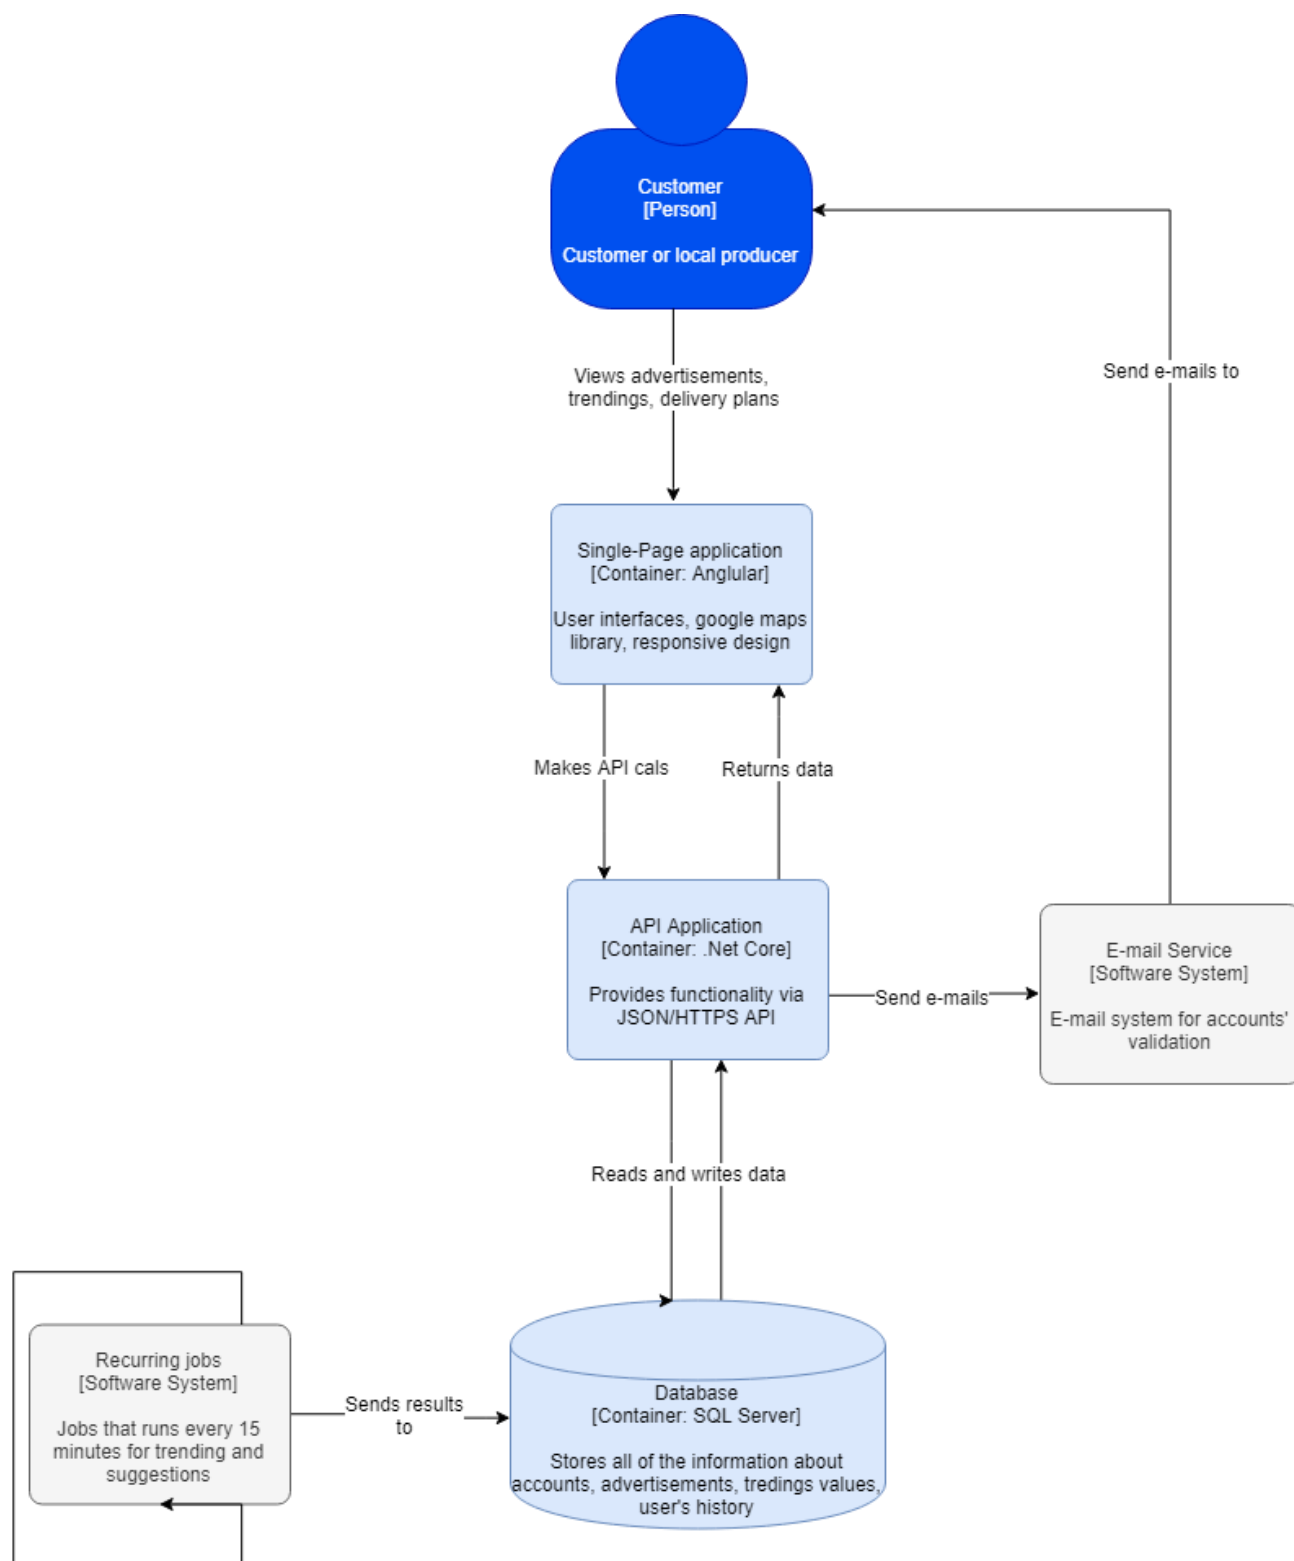 Customer
[Person]
Customer or local producer
Views advertisements,
trendings, delivery plans
Send e-mails to
Single-Page application
[Container: Anglular]
User interfaces, google maps
library, responsive design
Makes API cals
Returns data
API Application
[Container: .Net Core]
Provides functionality via
JSON/HTTPS API
Send e-mails
E-mail Service
[Software System]
E-mail system for accounts'
validation
Reads and writes data
Recurring jobs
[Software System]
Jobs that runs every 15
minutes for trending and
suggestions
Sends results
to
Database
[Container: SQL Server]
Stores all of the information about
accounts, advertisements, tredings values,
user's history